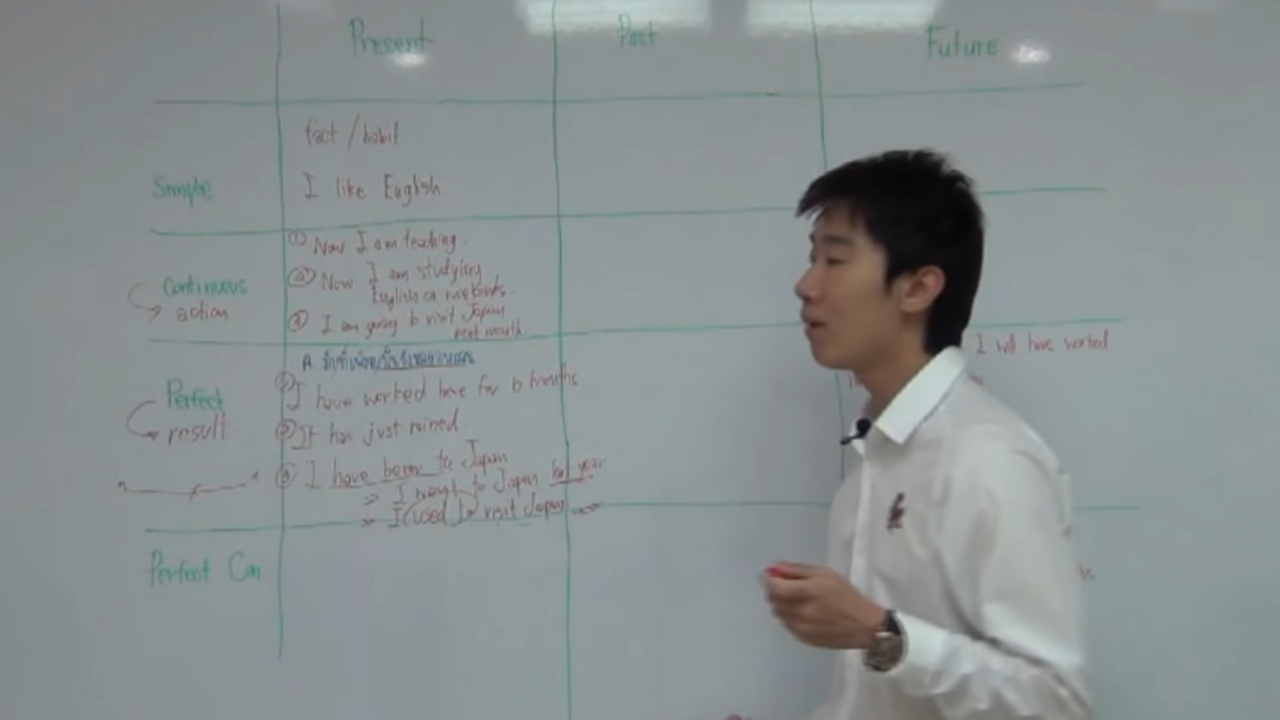 Present Past Future
fact / habit
Simple
I like English.
① Now I am teaching.
Continuous
action
② Now I am studying
English on
③ I am going to visit Japan
next month
A
Perfect
result
① I have worked here for 6 months
② It has just rained
③ I have been to Japan
⇒ I went to Japan last year
I used to visit Japan
I will have worked
Perfect Con